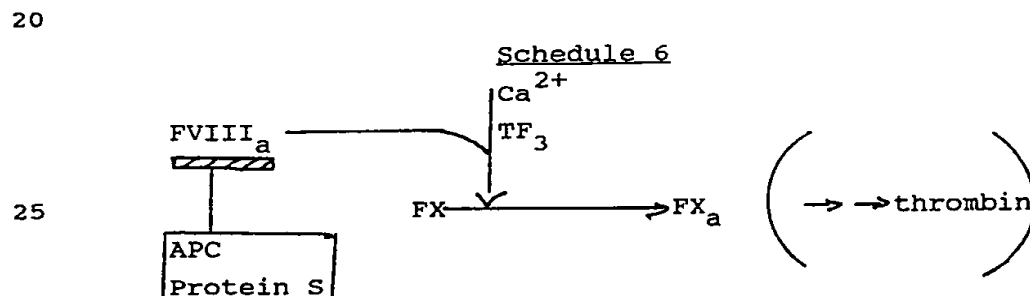 20
Schedule 6
Ca2+
FVIIIa
TF3
25
FX
FXa
→ → thrombin
APC
Protein S